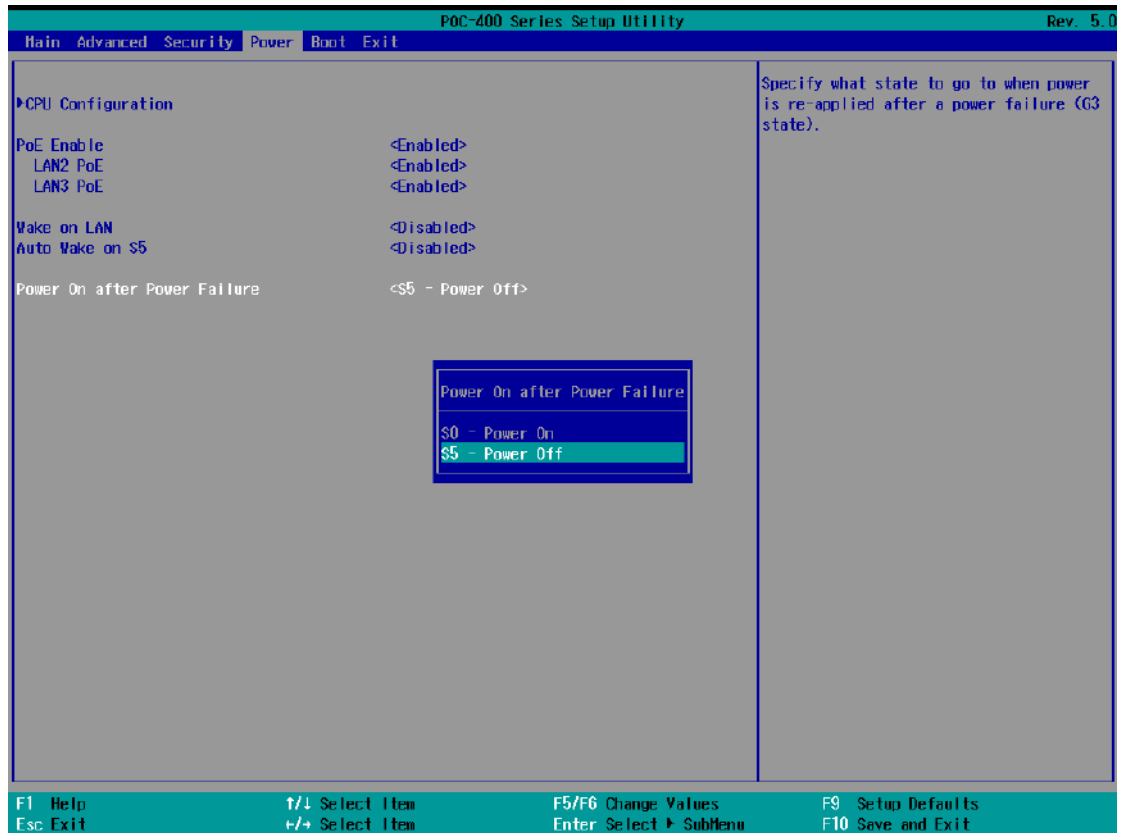 POC-400 Series Setup Utility Rev. 5.0
Main Advanced Security Power Boot Exit
▶CPU Configuration
PoE Enable <Enabled>
LAN2 PoE <Enabled>
LAN3 PoE <Enabled>
Wake on LAN <Disabled>
Auto Wake on S5 <Disabled>
Power On after Power Failure <S5 - Power Off>
Specify what state to go to when power
is re-applied after a power failure (G3
state).
Power On after Power Failure
S0 - Power On
S5 - Power Off
F1 Help ↑/↓ Select Item F5/F6 Change Values F9 Setup Defaults
Esc Exit ←/→ Select Item Enter Select ▶ SubMenu F10 Save and Exit